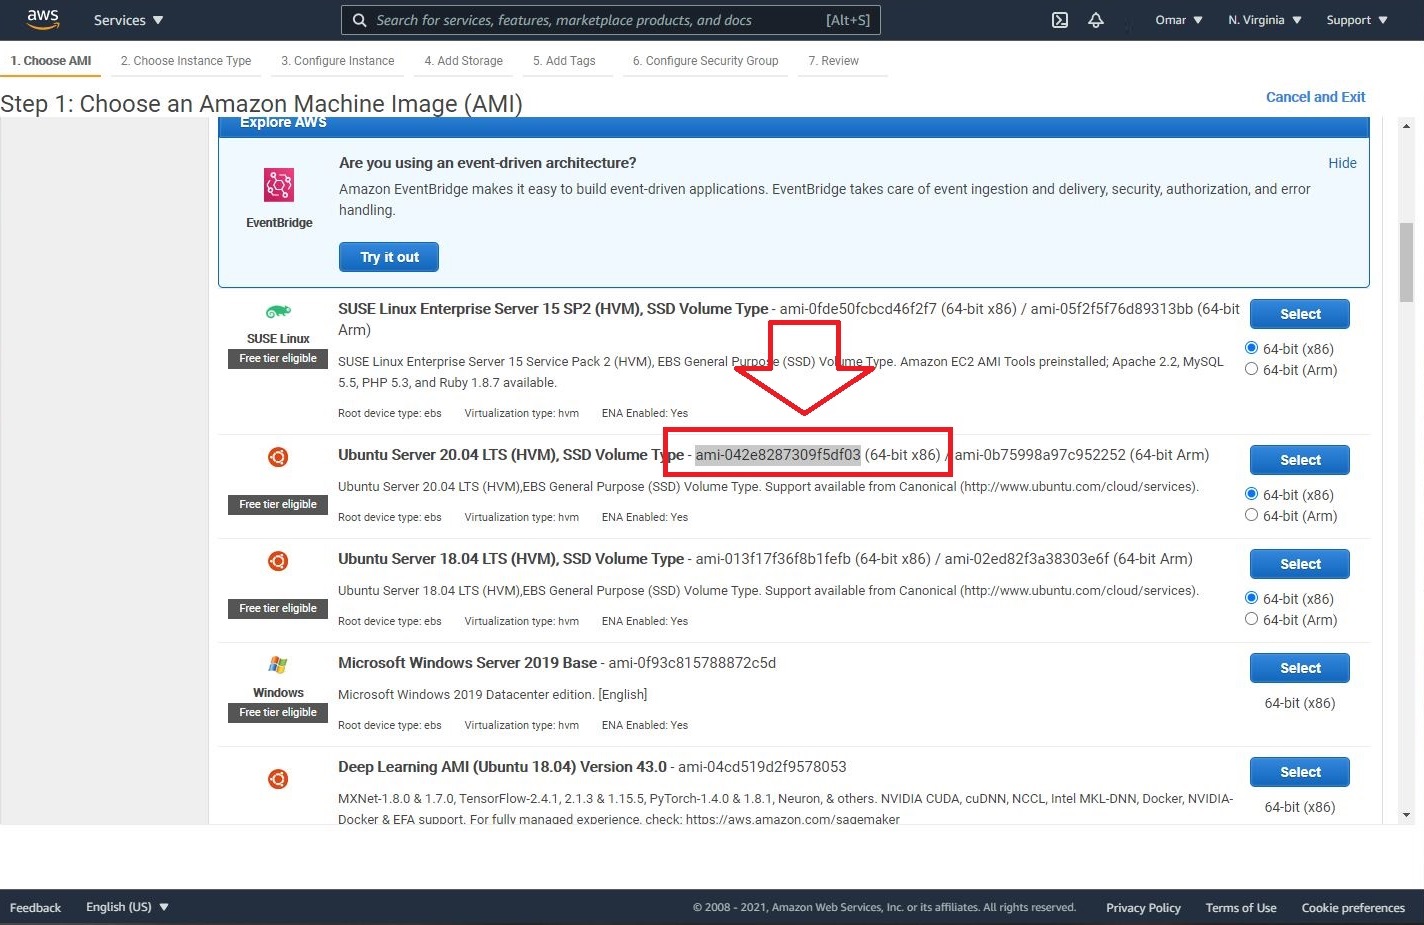 aws
Services
Search for services, features, marketplace products, and docs
[Alt+S]
Omar
N. Virginia
Support
1. Choose AMI
2. Choose Instance Type
3. Configure Instance
4. Add Storage
5. Add Tags
6. Configure Security Group
7. Review
Step 1: Choose an Amazon Machine Image (AMI)
Cancel and Exit
Explore AWS
Are you using an event-driven architecture?
Hide
Amazon EventBridge makes it easy to build event-driven applications. EventBridge takes care of event ingestion and delivery, security, authorization, and error
handling.
EventBridge
Try it out
SUSE Linux Enterprise Server 15 SP2 (HVM), SSD Volume Type - ami-0fde50fcbcd46f2f7 (64-bit x86) / ami-05f2f5f76d89313bb (64-bit
Arm)
SUSE Linux
Free tier eligible
SUSE Linux Enterprise Server 15 Service Pack 2 (HVM), EBS General Purpose (SSD) Volume Type. Amazon EC2 AMI Tools preinstalled; Apache 2.2, MySQL
5.5, PHP 5.3, and Ruby 1.8.7 available.
Root device type: ebs Virtualization type: hvm ENA Enabled: Yes
Select
64-bit (x86)
64-bit (Arm)
Ubuntu Server 20.04 LTS (HVM), SSD Volume Type - ami-042e8287309f5df03 (64-bit x86) / ami-0b75998a97c952252 (64-bit Arm)
Free tier eligible
Ubuntu Server 20.04 LTS (HVM),EBS General Purpose (SSD) Volume Type. Support available from Canonical (http://www.ubuntu.com/cloud/services).
Root device type: ebs Virtualization type: hvm ENA Enabled: Yes
Select
64-bit (x86)
64-bit (Arm)
Ubuntu Server 18.04 LTS (HVM), SSD Volume Type - ami-013f17f36f8b1fefb (64-bit x86) / ami-02ed82f3a38303e6f (64-bit Arm)
Free tier eligible
Ubuntu Server 18.04 LTS (HVM),EBS General Purpose (SSD) Volume Type. Support available from Canonical (http://www.ubuntu.com/cloud/services).
Root device type: ebs Virtualization type: hvm ENA Enabled: Yes
Select
64-bit (x86)
64-bit (Arm)
Microsoft Windows Server 2019 Base - ami-0f93c815788872c5d
Windows
Free tier eligible
Microsoft Windows 2019 Datacenter edition. [English]
Root device type: ebs Virtualization type: hvm ENA Enabled: Yes
Select
64-bit (x86)
Deep Learning AMI (Ubuntu 18.04) Version 43.0 - ami-04cd519d2f9578053
MXNet-1.8.0 & 1.7.0, TensorFlow-2.4.1, 2.1.3 & 1.15.5, PyTorch-1.4.0 & 1.8.1, Neuron, & others. NVIDIA CUDA, cuDNN, NCCL, Intel MKL-DNN, Docker, NVIDIA-
Docker & EFA support. For fully managed experience, check: https://aws.amazon.com/sagemaker
Select
64-bit (x86)
Feedback
English (US)
© 2008 - 2021, Amazon Web Services, Inc. or its affiliates. All rights reserved.
Privacy Policy
Terms of Use
Cookie preferences